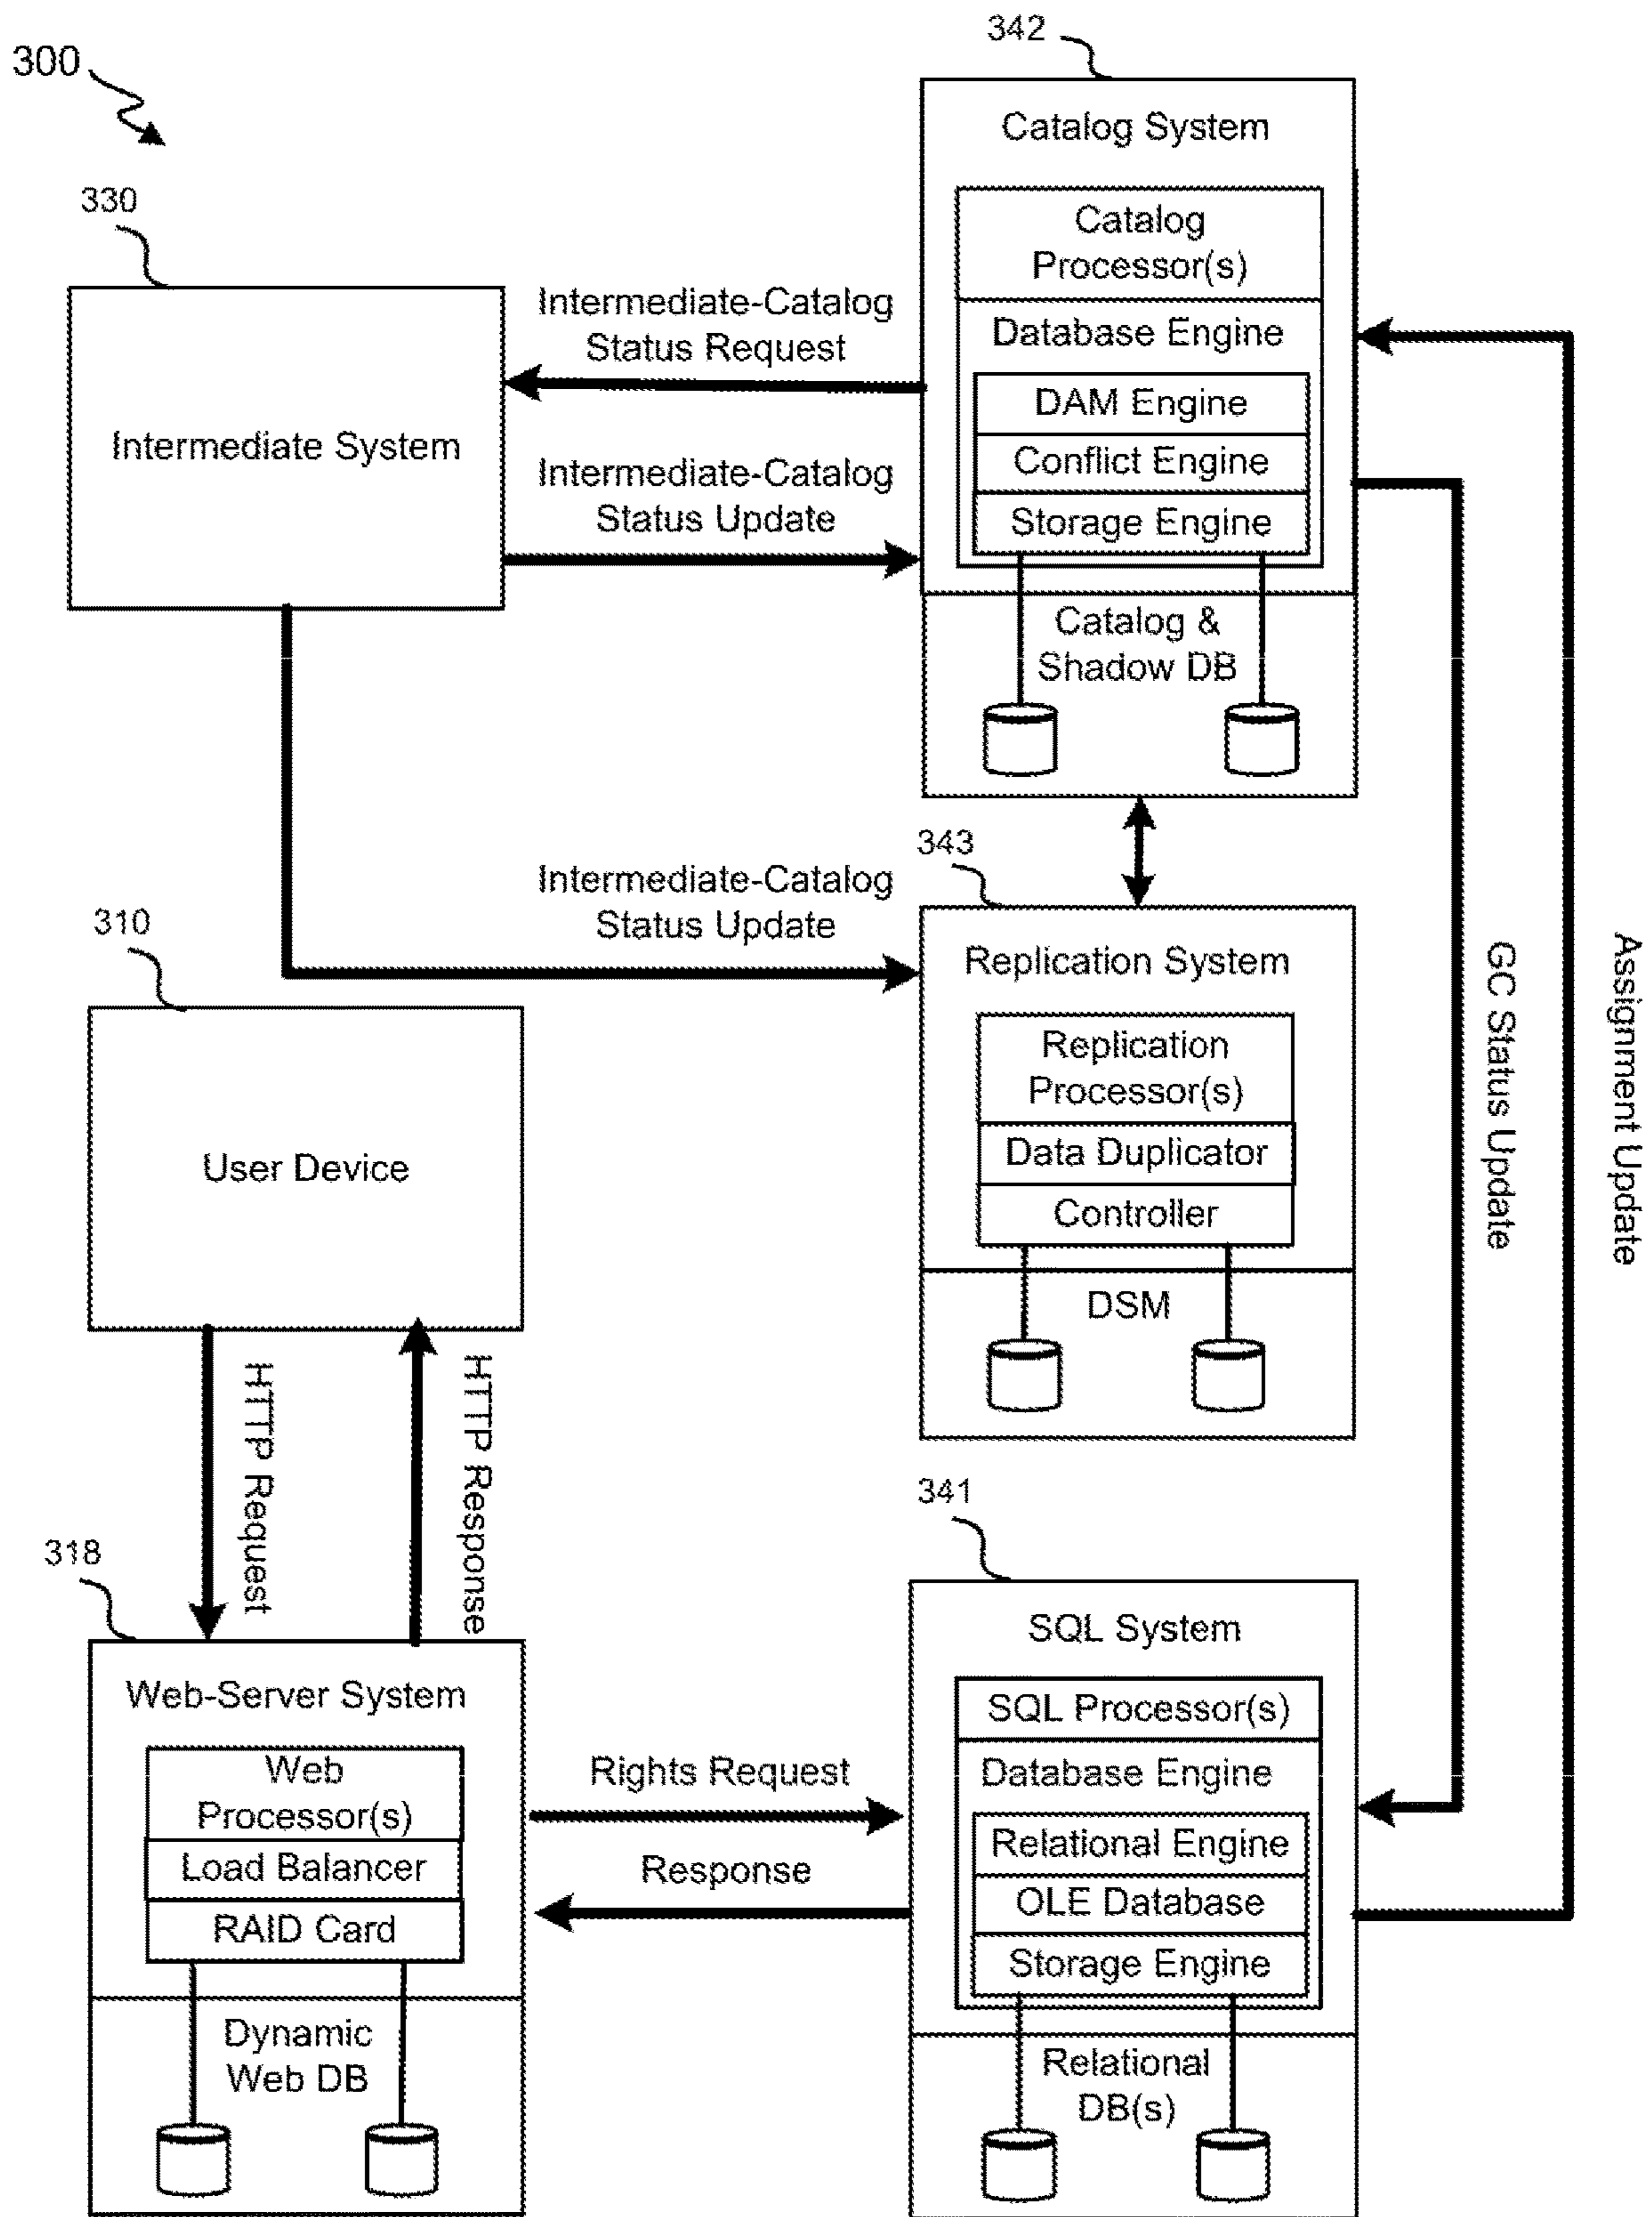 300
342
Catalog System
Catalog
Processor(s)
Database Engine
DAM Engine
Conflict Engine
Storage Engine
Catalog &
Shadow DB
330
Intermediate System
Intermediate-Catalog
Status Request
Intermediate-Catalog
Status Update
Intermediate-Catalog
Status Update
343
Replication System
Replication
Processor(s)
Data Duplicator
Controller
DSM
GC Status Update
Assignment Update
310
User Device
HTTP Request
HTTP Response
318
Web-Server System
Web
Processor(s)
Load Balancer
RAID Card
Dynamic
Web DB
Rights Request
Response
341
SQL System
SQL Processor(s)
Database Engine
Relational Engine
OLE Database
Storage Engine
Relational
DB(s)